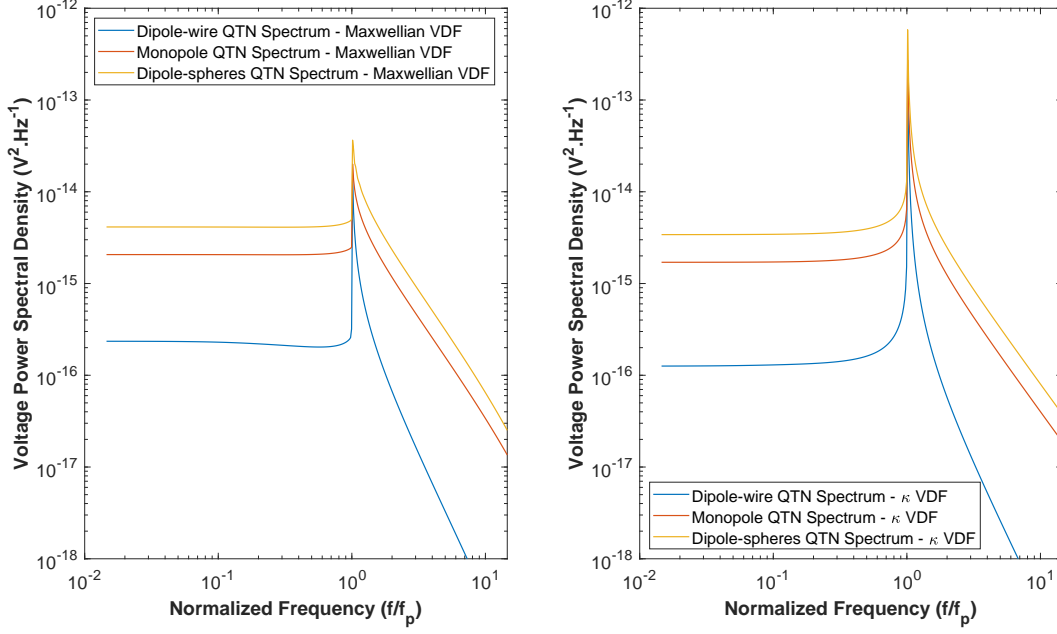 10^-12
10^-13
10^-14
10^-15
10^-16
10^-17
10^-18
Voltage Power Spectral Density (V^2.Hz^-1)
Dipole-wire QTN Spectrum - Maxwellian VDF
Monopole QTN Spectrum - Maxwellian VDF
Dipole-spheres QTN Spectrum - Maxwellian VDF
10^-2
10^-1
10^0
10^1
Normalized Frequency (f/f_p)
10^-12
10^-13
10^-14
10^-15
10^-16
10^-17
10^-18
Voltage Power Spectral Density (V^2.Hz^-1)
Dipole-wire QTN Spectrum - κ VDF
Monopole QTN Spectrum - κ VDF
Dipole-spheres QTN Spectrum - κ VDF
10^-2
10^-1
10^0
10^1
Normalized Frequency (f/f_p)